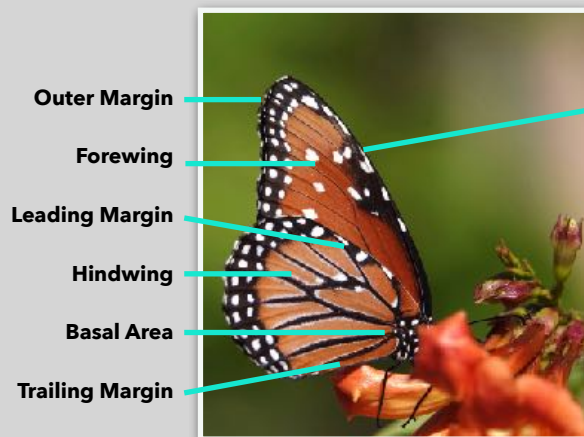 Outer Margin
Forewing
Leading Margin
Hindwing
Basal Area
Trailing Margin